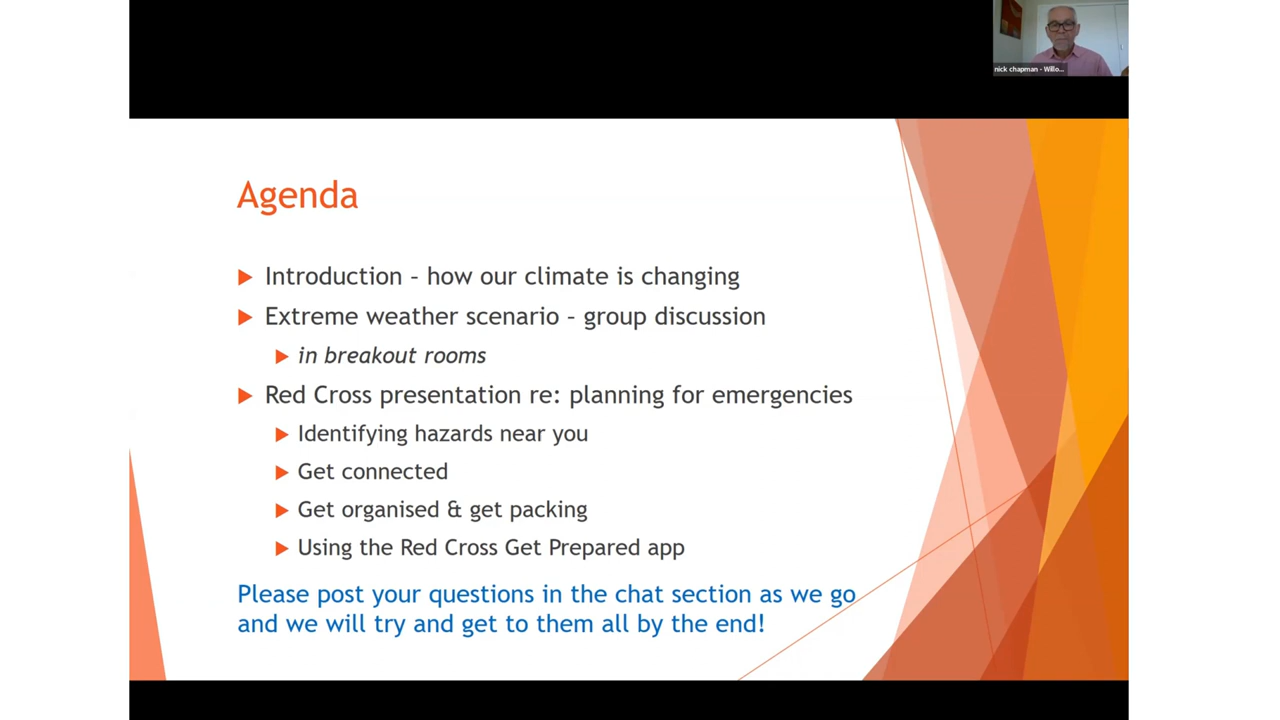 nick chapman - Willo...
Agenda
Introduction – how our climate is changing
Extreme weather scenario – group discussion
in breakout rooms
Red Cross presentation re: planning for emergencies
Identifying hazards near you
Get connected
Get organised & get packing
Using the Red Cross Get Prepared app
Please post your questions in the chat section as we go
and we will try and get to them all by the end!